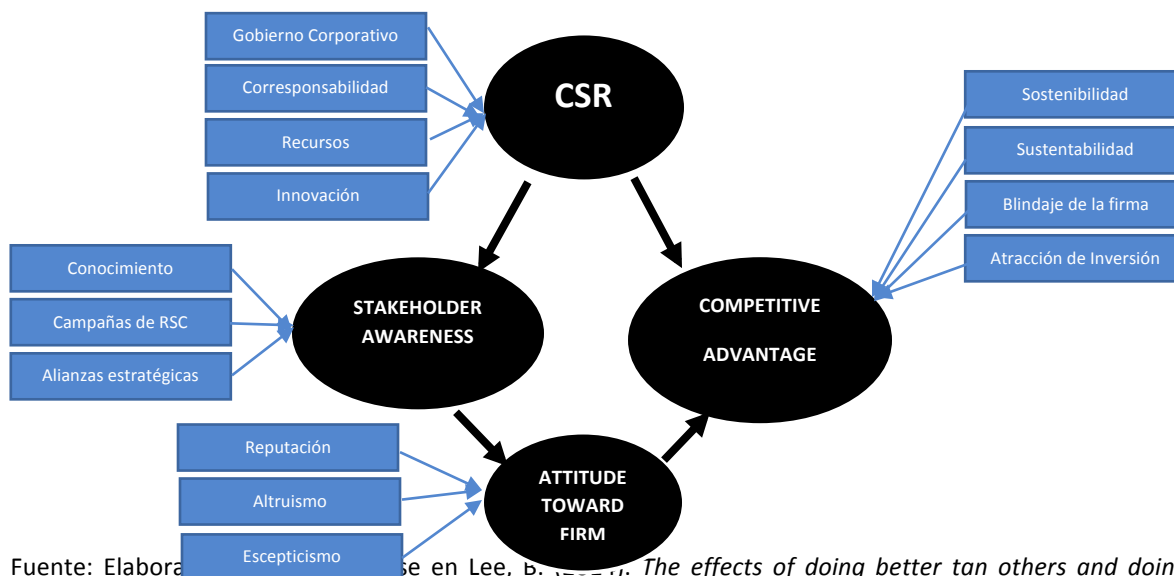 Gobierno Corporativo
Corresponsabilidad
Recursos
Innovación
CSR
Sostenibilidad
Sustentabilidad
Blindaje de la firma
Atracción de Inversión
Conocimiento
Campañas de RSC
Alianzas estratégicas
STAKEHOLDER
AWARENESS
COMPETITIVE
ADVANTAGE
Reputación
Altruismo
Escepticismo
ATTITUDE
TOWARD
FIRM
Fuente: en Lee, B. The effects of doing better tan others and doin